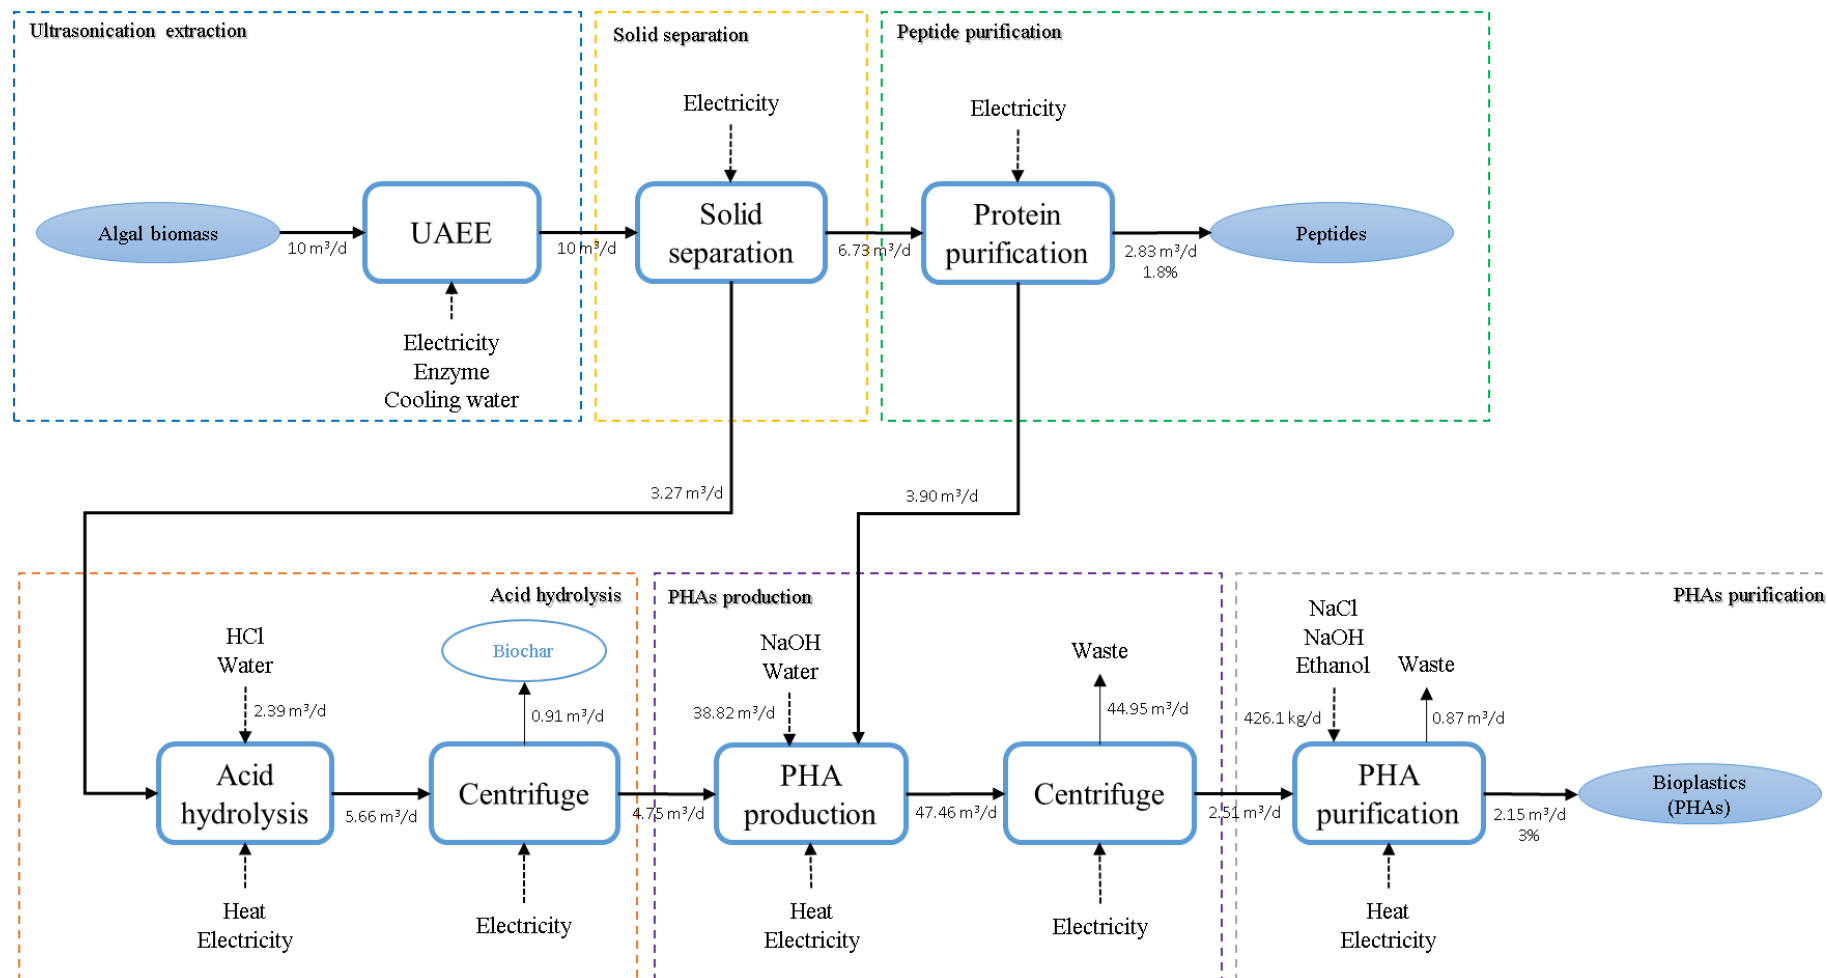 Ultrasonication extraction
Solid separation
Peptide purification
Electricity
Electricity
Algal biomass
10 m³/d
UAEE
10 m³/d
Solid
separation
6.73 m³/d
Protein
purification
2.83 m³/d
1.8%
Peptides
Electricity
Enzyme
Cooling water
3.27 m³/d
3.90 m³/d
Acid hydrolysis
PHAs production
PHAs purification
HCl
Water
2.39 m³/d
Biochar
0.91 m³/d
NaOH
Water
38.82 m³/d
Waste
44.95 m³/d
NaCl
NaOH
Ethanol
426.1 kg/d
Waste
0.87 m³/d
Acid
hydrolysis
5.66 m³/d
Centrifuge
4.75 m³/d
PHA
production
47.46 m³/d
Centrifuge
2.51 m³/d
PHA
purification
2.15 m³/d
3%
Bioplastics
(PHAs)
Heat
Electricity
Electricity
Heat
Electricity
Electricity
Heat
Electricity